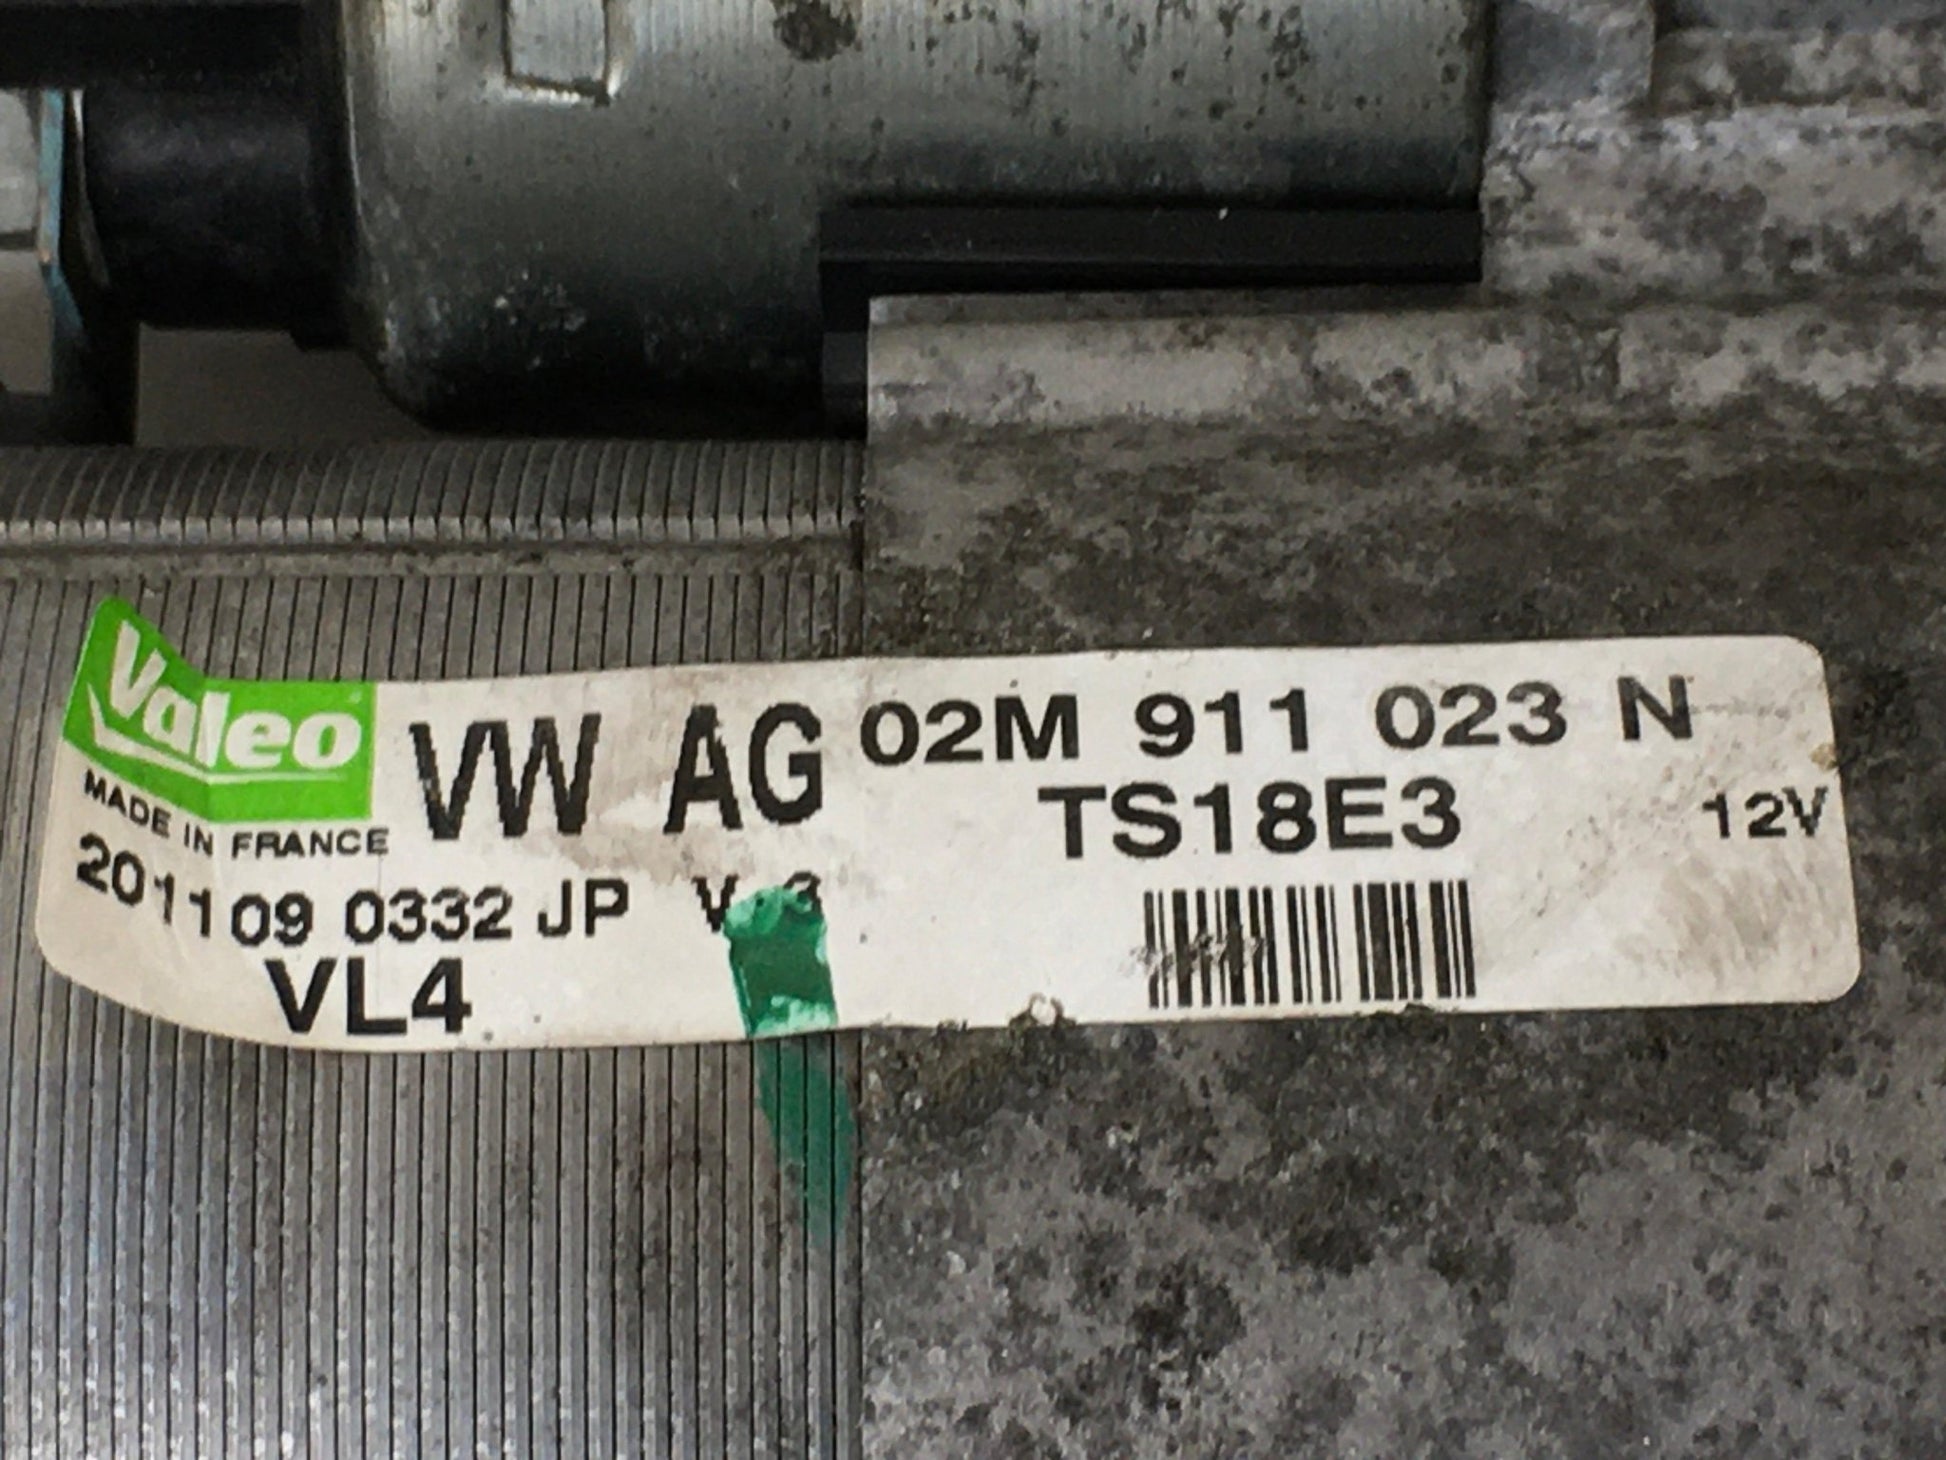 Valeo
MADE IN FRANCE
VW AG 02M 911 023 N
TS18E3 12V
201109 0332 JP
VL4